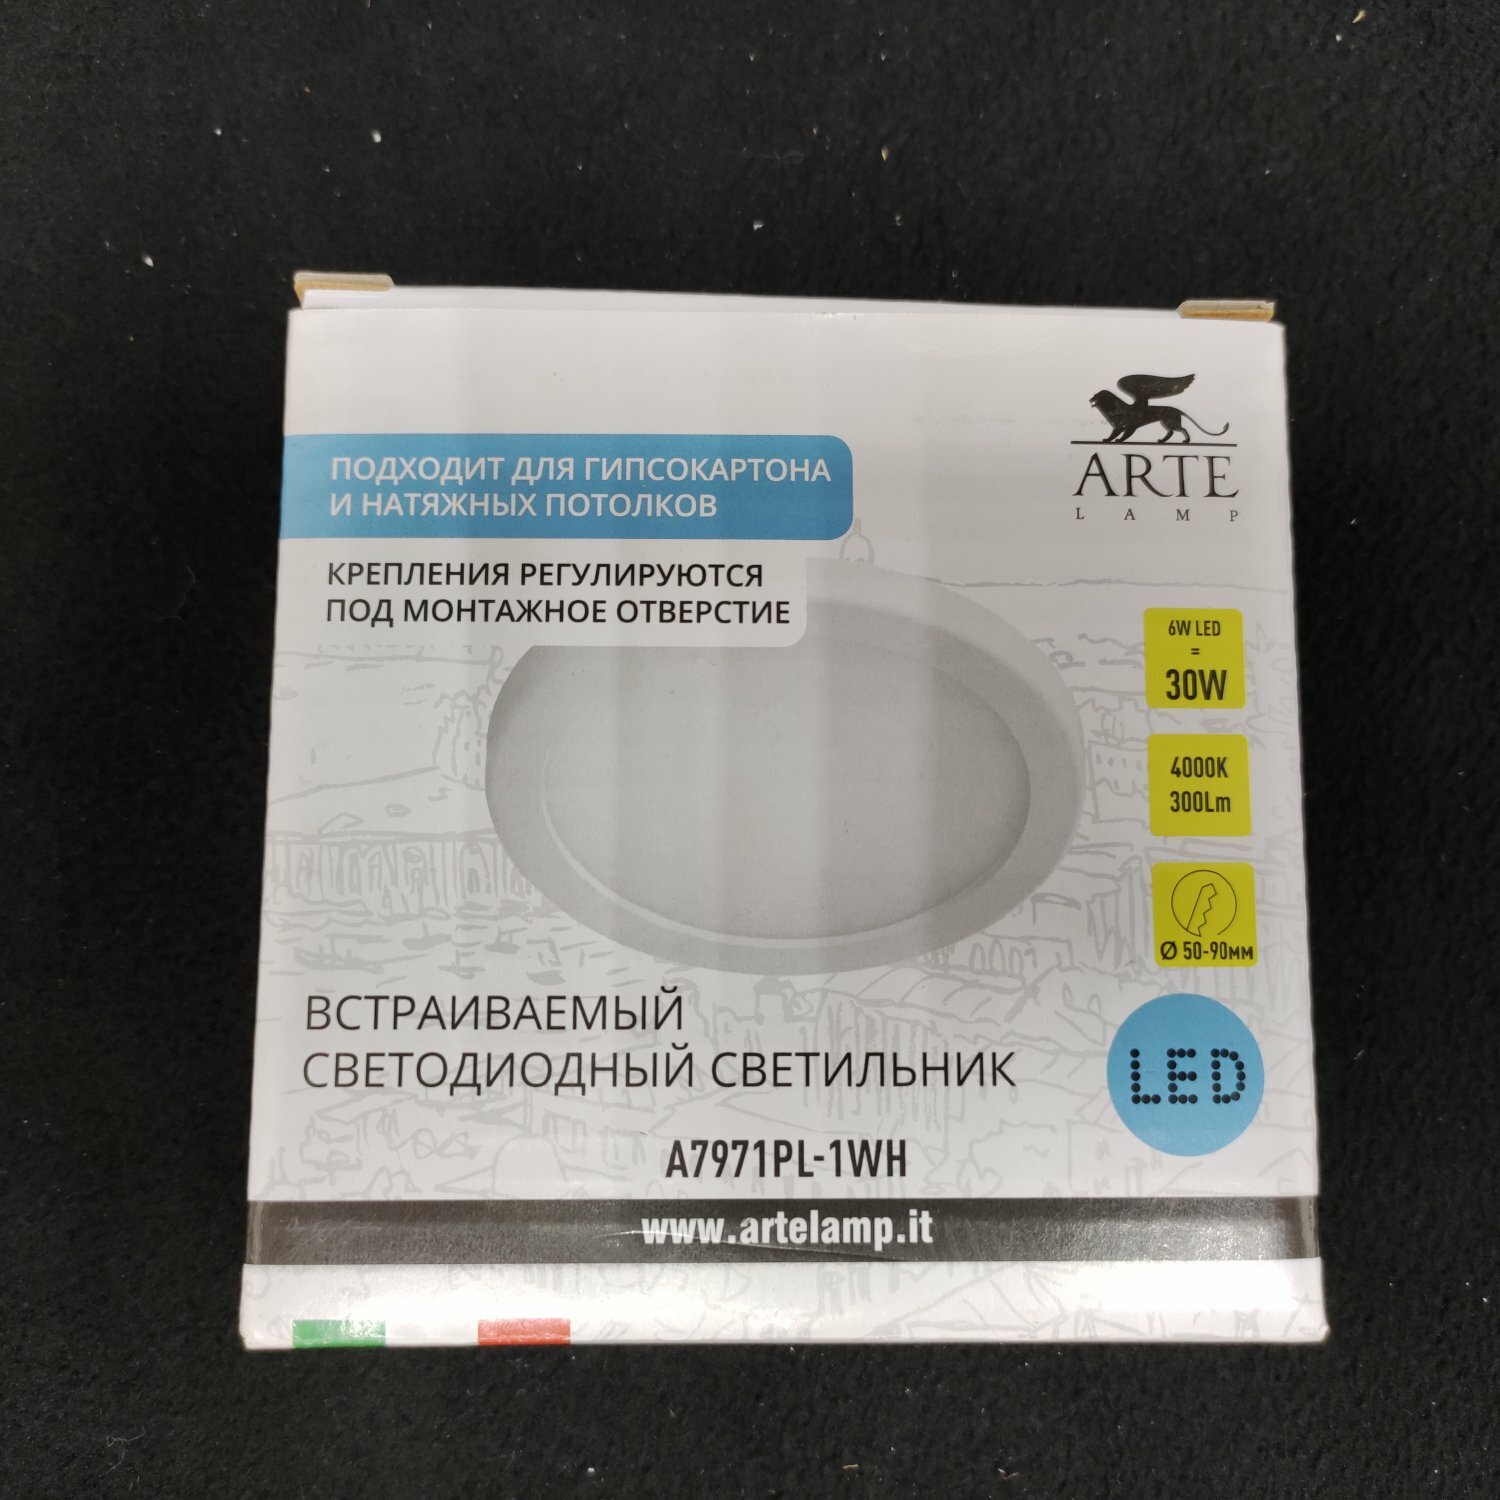 ПОДХОДИТ ДЛЯ ГИПСОКАРТОНА
И НАТЯЖНЫХ ПОТОЛКОВ
КРЕПЛЕНИЯ РЕГУЛИРУЮТСЯ
ПОД МОНТАЖНОЕ ОТВЕРСТИЕ
ARTE
LAMP
6W LED
=
30W
4000K
300Lm
Ø 50-90мм
ВСТРАИВАЕМЫЙ
СВЕТОДИОДНЫЙ СВЕТИЛЬНИК
LED
A7971PL-1WH
www.artelamp.it